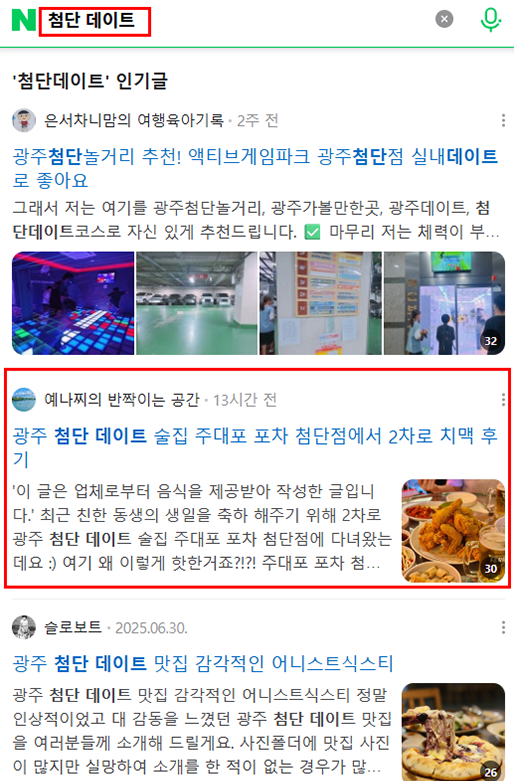 N 첨단 데이트
'첨단데이트' 인기글
은서차니맘의 여행육아기록 · 2주 전
광주첨단놀거리 추천! 액티브게임파크 광주첨단점 실내데이트
로 좋아요
그래서 저는 여기를 광주첨단놀거리, 광주가볼만한곳, 광주데이트, 첨
단데이트코스로 자신 있게 추천드립니다. ✅ 마무리 저는 체력이 부...
32
예나찌의 반짝이는 공간 · 13시간 전
광주 첨단 데이트 술집 주대포 포차 첨단점에서 2차로 치맥 후
기
'이 글은 업체로부터 음식을 제공받아 작성한 글입니
다.' 최근 친한 동생의 생일을 축하 해주기 위해 2차로
광주 첨단 데이트 술집 주대포 포차 첨단점에 다녀왔는
데요 :) 여기 왜 이렇게 핫한거죠?!?! 주대포 포차 첨...
30
슬로보트 · 2025.06.30.
광주 첨단 데이트 맛집 감각적인 어니스트식스티
광주 첨단 데이트 맛집 감각적인 어니스트식스티 정말
인상적이었고 대 감동을 느꼈던 광주 첨단 데이트 맛집
을 여러분들께 소개해 드릴게요. 사진폴더에 맛집 사진
이 많지만 실망하여 소개를 한 적이 없는 경우가 많...
26